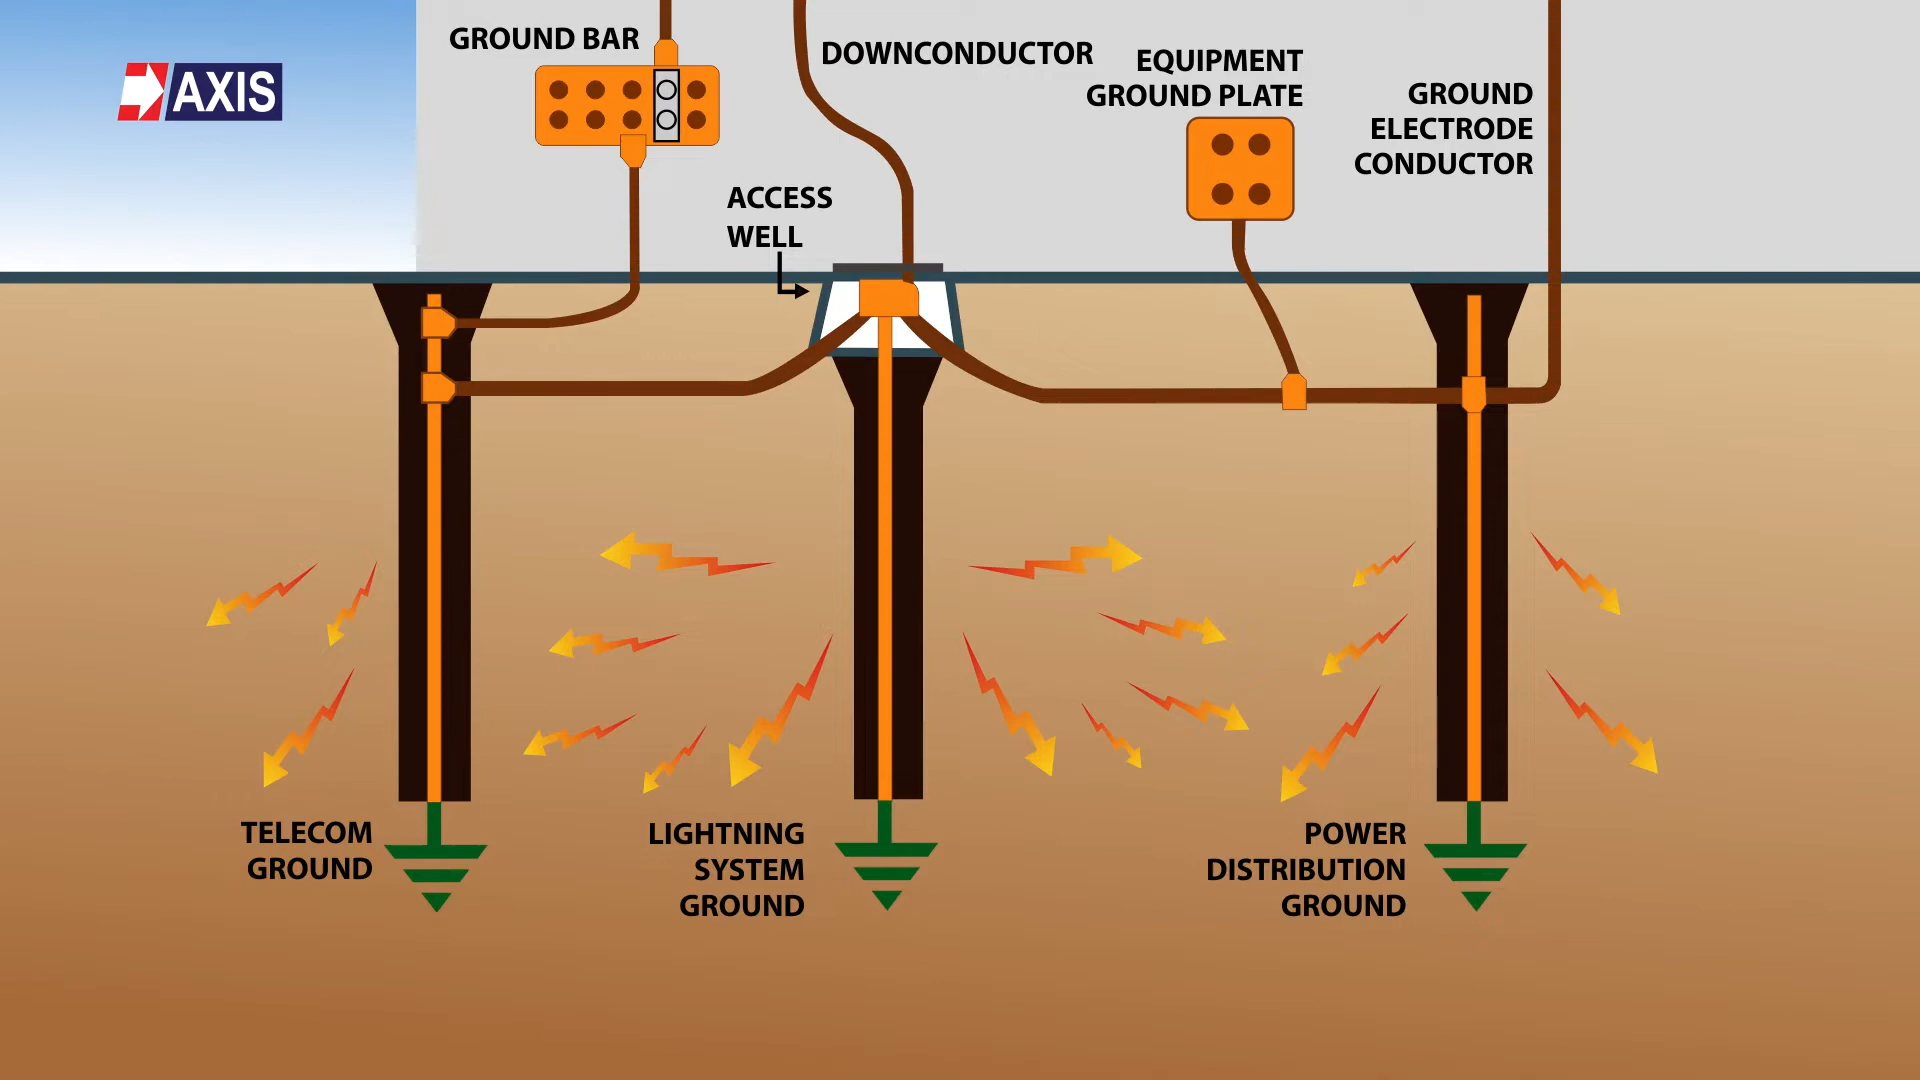 AXIS
GROUND BAR
DOWNCONDUCTOR
EQUIPMENT
GROUND PLATE
GROUND
ELECTRODE
CONDUCTOR
ACCESS
WELL
TELECOM
GROUND
LIGHTNING
SYSTEM
GROUND
POWER
DISTRIBUTION
GROUND